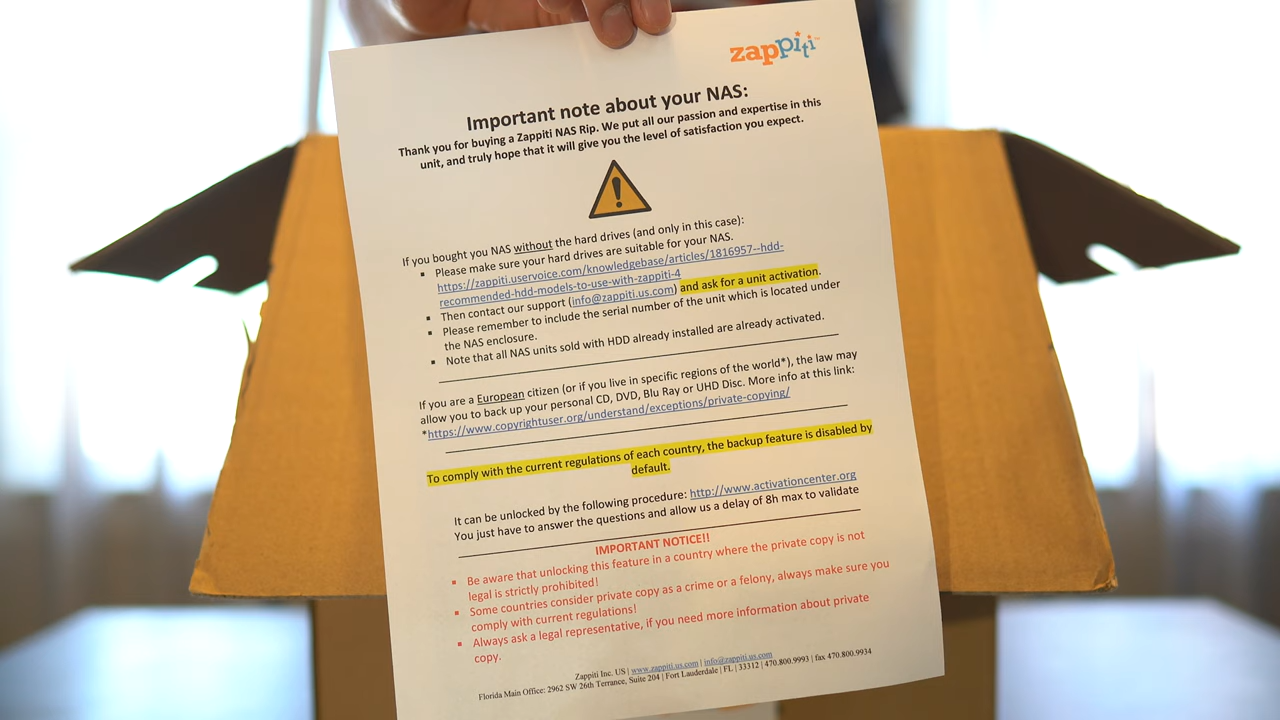 zappiti™
Important note about your NAS:
Thank you for buying a Zappiti NAS Rip. We put all our passion and expertise in this
unit, and truly hope that it will give you the level of satisfaction you expect.
If you bought you NAS without the hard drives (and only in this case):
▪ Please make sure your hard drives are suitable for your NAS.
https://zappiti.uservoice.com/knowledgebase/articles/1816957--hdd-
recommended-hdd-models-to-use-with-zappiti-4
▪ Then contact our support (info@zappiti.us.com) and ask for a unit activation.
▪ Please remember to include the serial number of the unit which is located under
the NAS enclosure.
▪ Note that all NAS units sold with HDD already installed are already activated.
If you are a European citizen (or if you live in specific regions of the world*), the law may
allow you to back up your personal CD, DVD, Blu Ray or UHD Disc. More info at this link:
*https://www.copyrightuser.org/understand/exceptions/private-copying/
To comply with the current regulations of each country, the backup feature is disabled by
default.
It can be unlocked by the following procedure: http://www.activationcenter.org
You just have to answer the questions and allow us a delay of 8h max to validate
IMPORTANT NOTICE!!
▪ Be aware that unlocking this feature in a country where the private copy is not
legal is strictly prohibited!
▪ Some countries consider private copy as a crime or a felony, always make sure you
comply with current regulations!
▪ Always ask a legal representative, if you need more information about private
copy.
Zappiti Inc. US | www.zappiti.us.com | info@zappiti.us.com
Florida Main Office: 2962 SW 26th Terrance, Suite 204 | Fort Lauderdale | FL | 33312 | 470.800.9993 | fax 470.800.9934